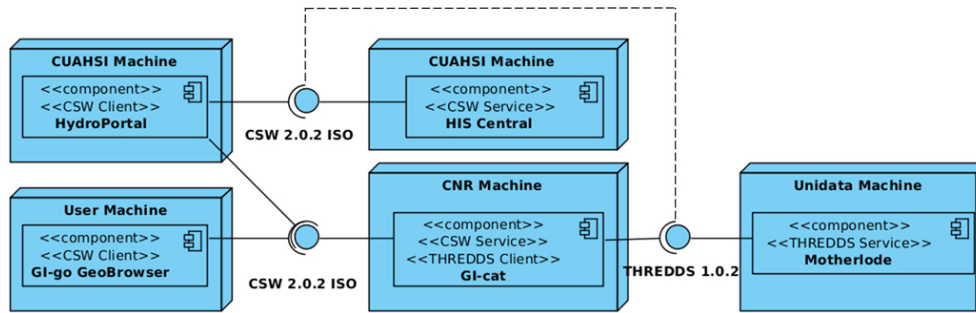 CUAHSI Machine
<<component>>
<<CSW Client>>
HydroPortal
CSW 2.0.2 ISO
CUAHSI Machine
<<component>>
<<CSW Service>>
HIS Central
User Machine
<<component>>
<<CSW Client>>
GI-go GeoBrowser
CSW 2.0.2 ISO
CNR Machine
<<component>>
<<CSW Service>>
<<THREDDS Client>>
GI-cat
THREDDS 1.0.2
Unidata Machine
<<component>>
<<THREDDS Service>>
Motherlode